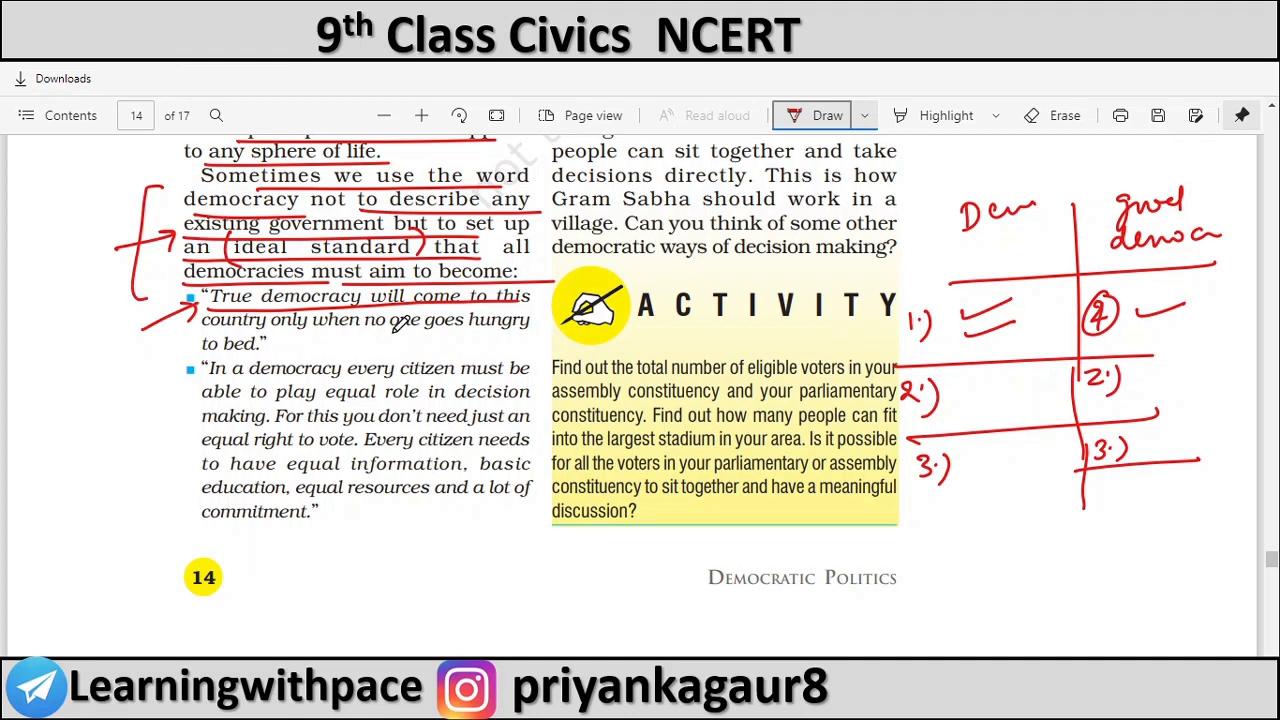 9th Class Civics NCERT
Downloads
Contents
14
of 17
Page view
Read aloud
Draw
Highlight
Erase
to any sphere of life.
Sometimes we use the word
democracy not to describe any
existing government but to set up
an (ideal standard) that all
democracies must aim to become:
"True democracy will come to this
country only when no one goes hungry
to bed."
"In a democracy every citizen must be
able to play equal role in decision
making. For this you don't need just an
equal right to vote. Every citizen needs
to have equal information, basic
education, equal resources and a lot of
commitment."
people can sit together and take
decisions directly. This is how
Gram Sabha should work in a
village. Can you think of some other
democratic ways of decision making?
ACTIVITY
Find out the total number of eligible voters in your
assembly constituency and your parliamentary
constituency. Find out how many people can fit
into the largest stadium in your area. Is it possible
for all the voters in your parliamentary or assembly
constituency to sit together and have a meaningful
discussion?
Dem
democ
1.)
2.)
2.)
3.)
3.)
14
DEMOCRATIC POLITICS
Learningwithpace
priyankagaur8